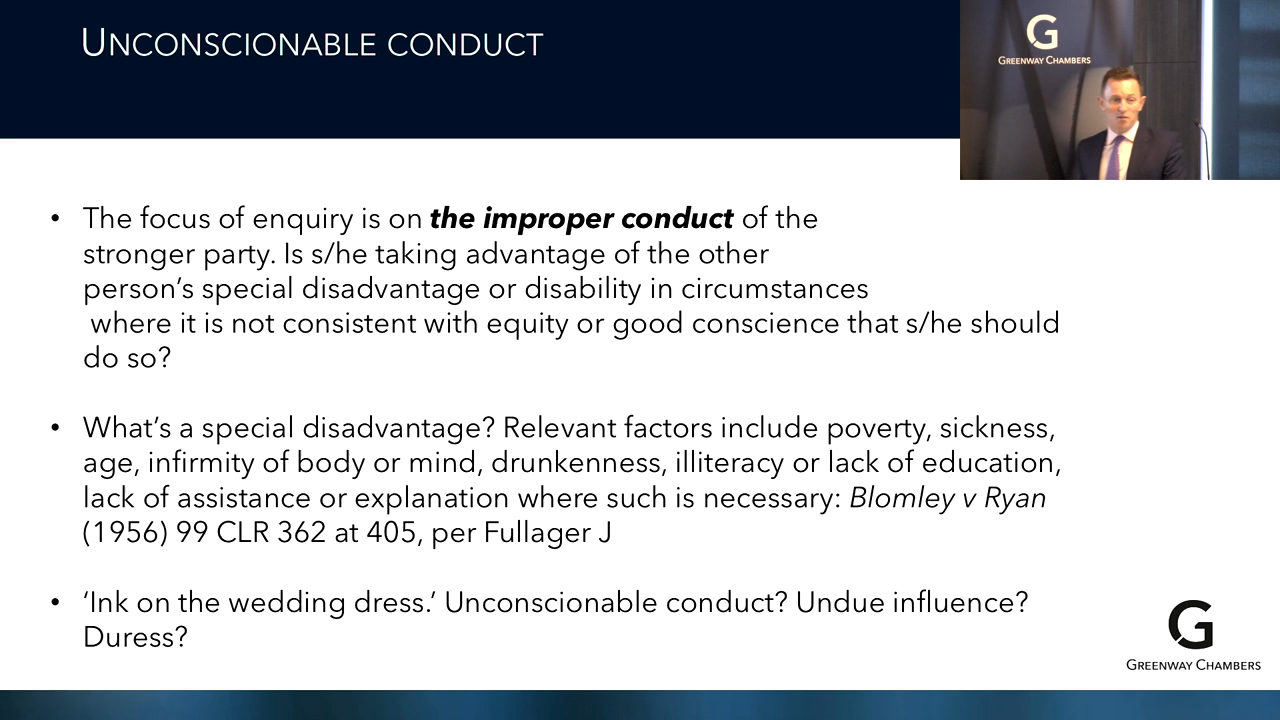 UNCONSCIONABLE CONDUCT
G
GREENWAY CHAMBERS
• The focus of enquiry is on the improper conduct of the
stronger party. Is s/he taking advantage of the other
person’s special disadvantage or disability in circumstances
where it is not consistent with equity or good conscience that s/he should
do so?
• What’s a special disadvantage? Relevant factors include poverty, sickness,
age, infirmity of body or mind, drunkenness, illiteracy or lack of education,
lack of assistance or explanation where such is necessary: Blomley v Ryan
(1956) 99 CLR 362 at 405, per Fullager J
• ‘Ink on the wedding dress.’ Unconscionable conduct? Undue influence?
Duress?
G
GREENWAY CHAMBERS